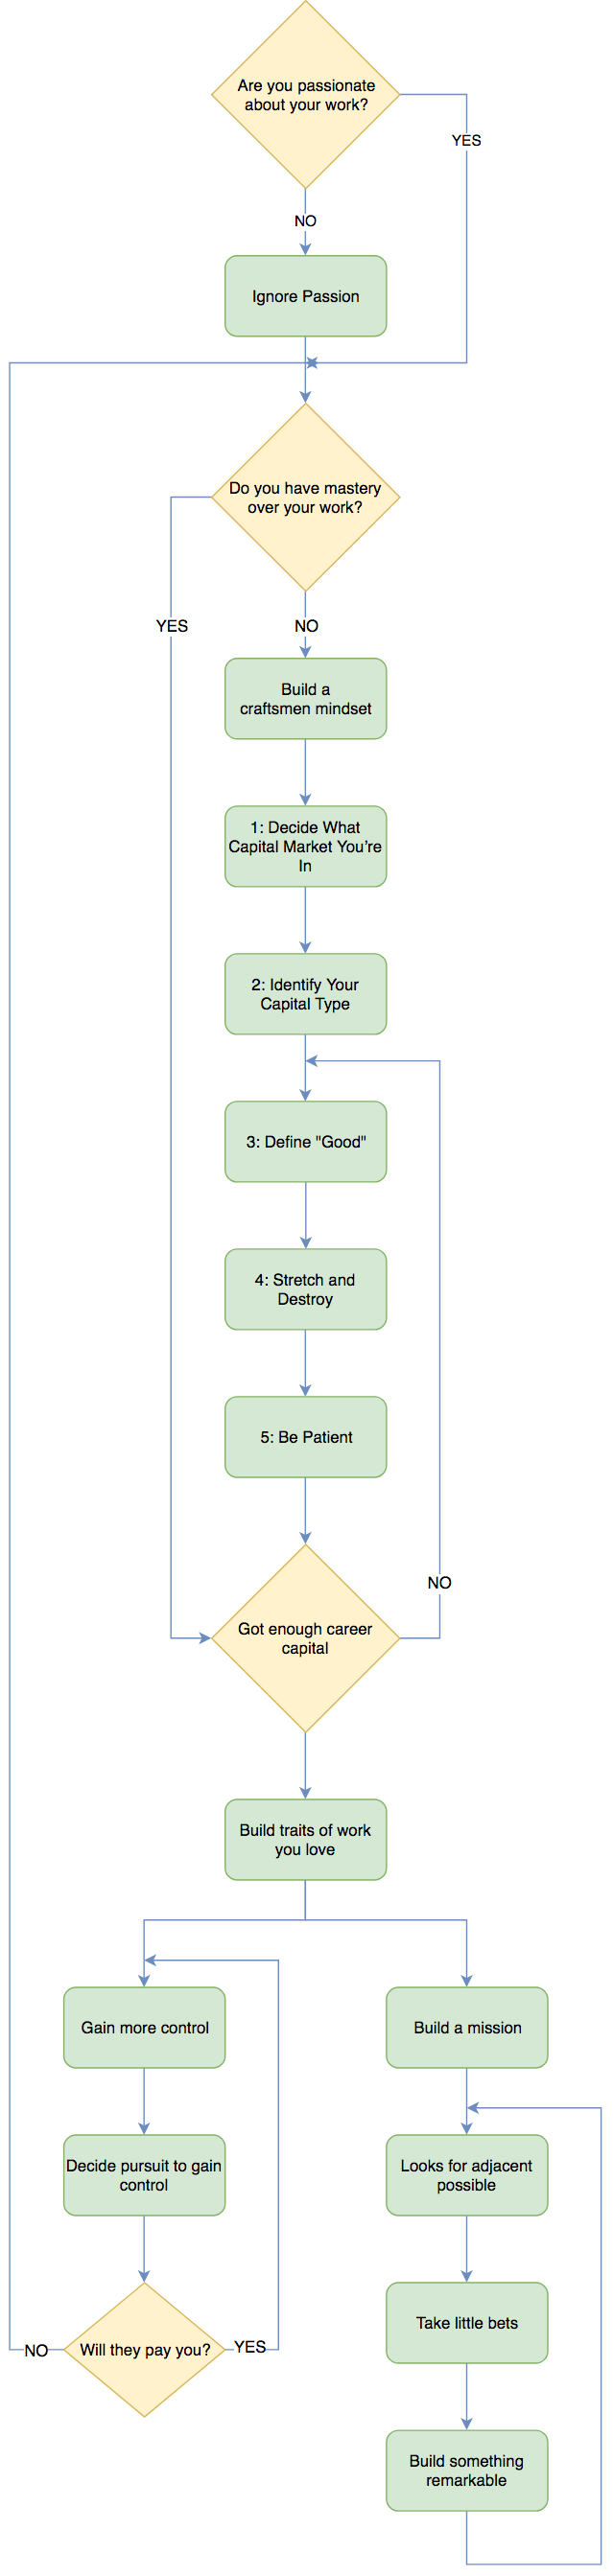 Are you passionate
about your work?
YES
NO
Ignore Passion
Do you have mastery
over your work?
YES
NO
Build a
craftsmen mindset
1: Decide What
Capital Market You're
In
2: Identify Your
Capital Type
3: Define "Good"
4: Stretch and
Destroy
5: Be Patient
NO
Got enough career
capital
Build traits of work
you love
Gain more control
Build a mission
Decide pursuit to gain
control
Looks for adjacent
possible
Take little bets
NO
Will they pay you?
YES
Build something
remarkable